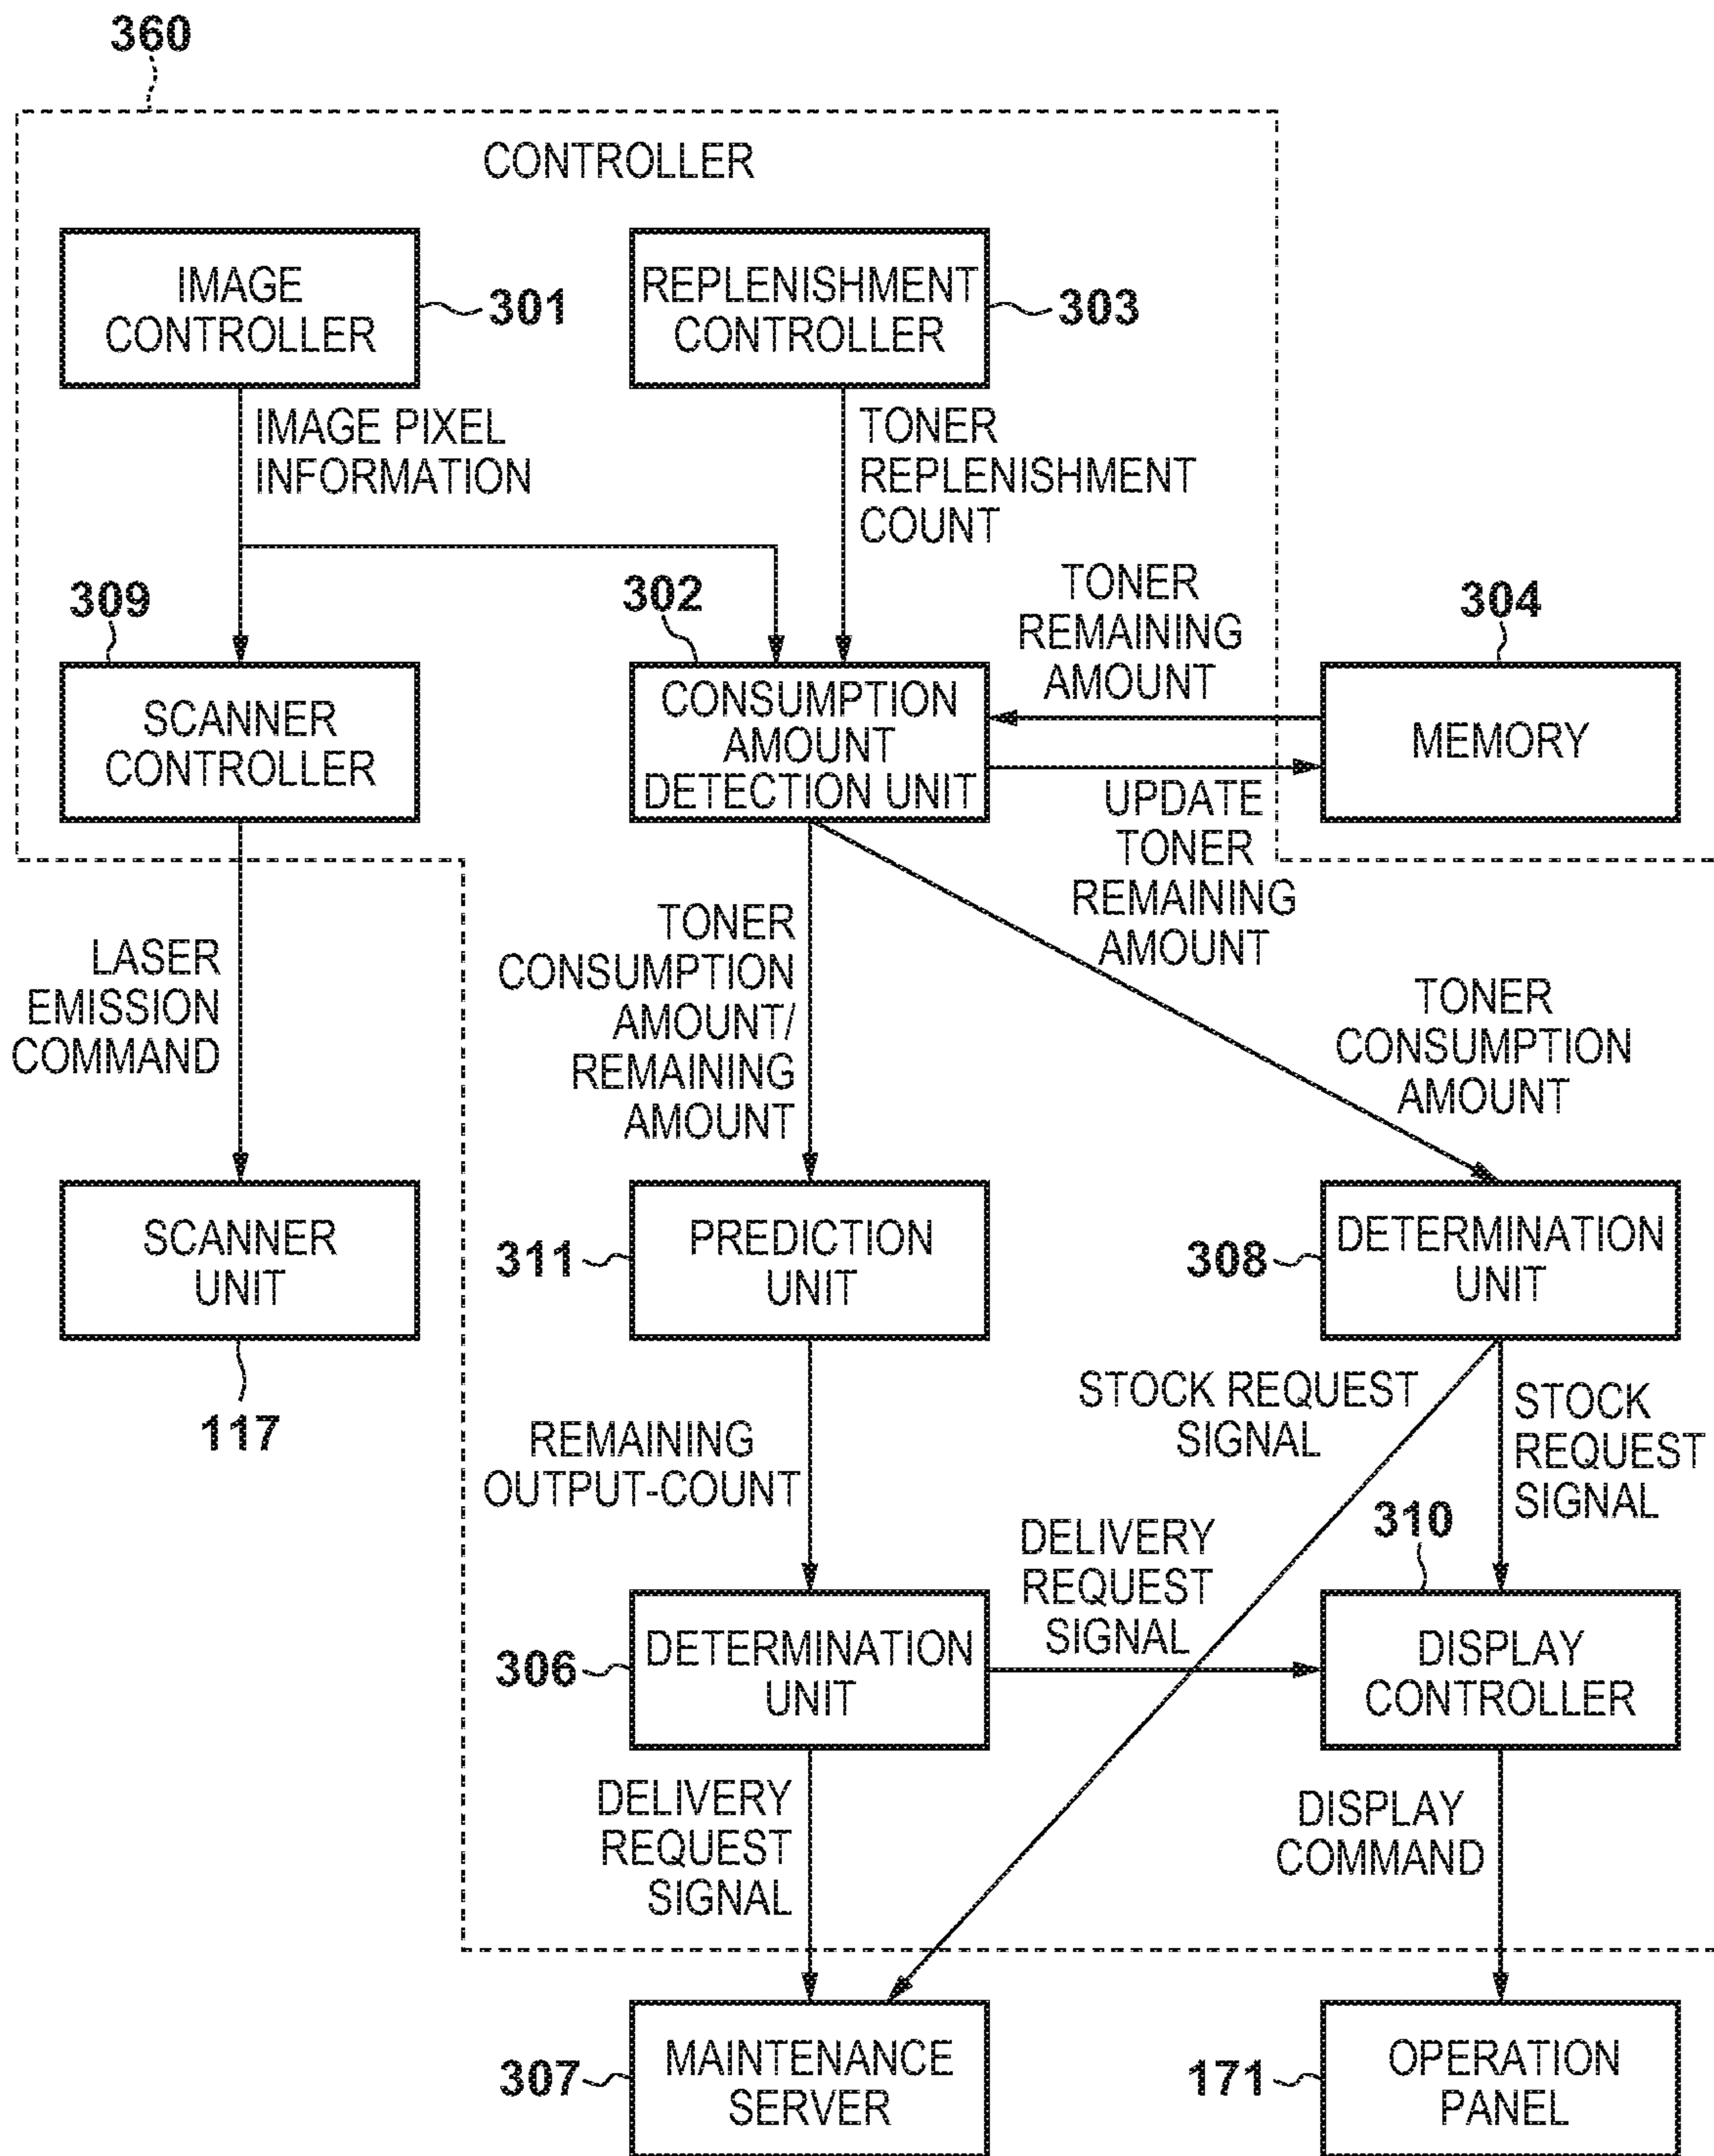 360
CONTROLLER
IMAGE
CONTROLLER
301
REPLENISHMENT
CONTROLLER
303
IMAGE PIXEL
INFORMATION
TONER
REPLENISHMENT
COUNT
309
SCANNER
CONTROLLER
302
CONSUMPTION
AMOUNT
DETECTION UNIT
TONER
REMAINING
AMOUNT
304
MEMORY
UPDATE
TONER
REMAINING
AMOUNT
LASER
EMISSION
COMMAND
TONER
CONSUMPTION
AMOUNT/
REMAINING
AMOUNT
TONER
CONSUMPTION
AMOUNT
SCANNER
UNIT
117
311
PREDICTION
UNIT
308
DETERMINATION
UNIT
REMAINING
OUTPUT-COUNT
STOCK REQUEST
SIGNAL
STOCK
REQUEST
SIGNAL
306
DETERMINATION
UNIT
DELIVERY
REQUEST
SIGNAL
310
DISPLAY
CONTROLLER
DELIVERY
REQUEST
SIGNAL
DISPLAY
COMMAND
307
MAINTENANCE
SERVER
171
OPERATION
PANEL